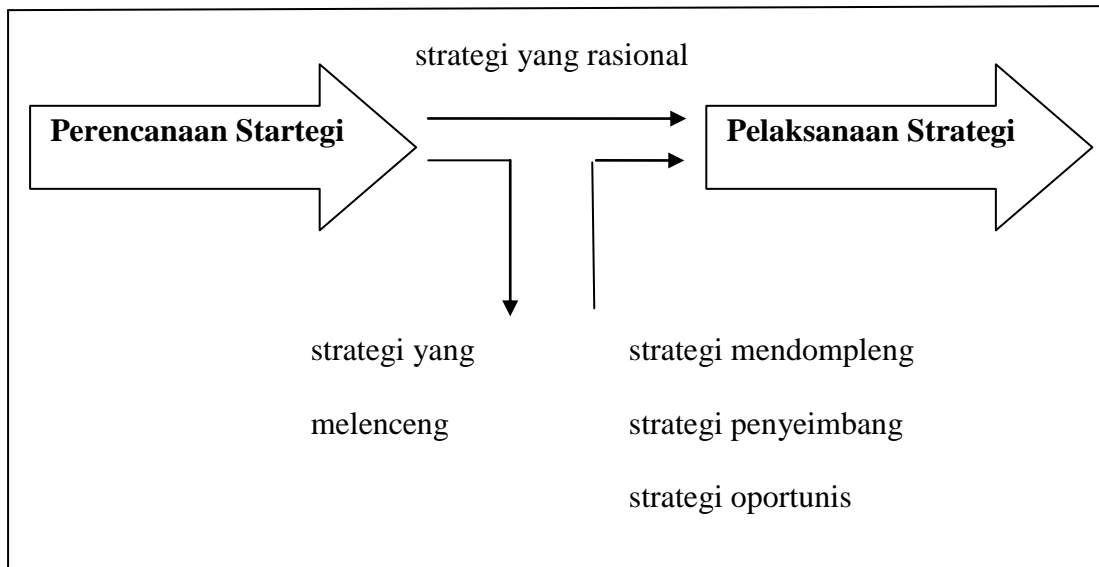 strategi yang rasional
Perencanaan Startegi
Pelaksanaan Strategi
strategi yang
melenceng
strategi mendompleng
strategi penyeimbang
strategi oportunis